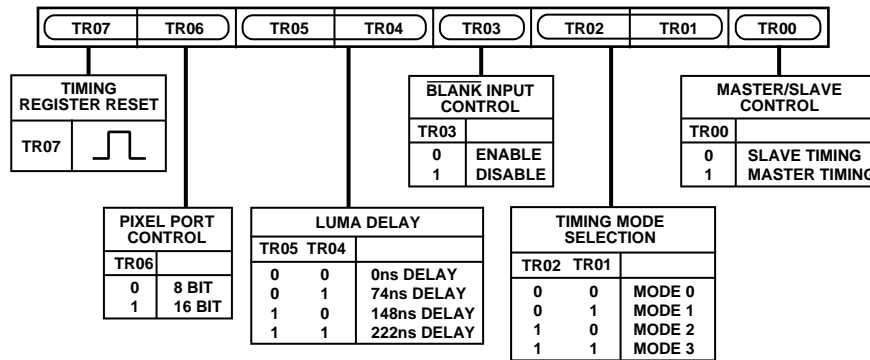 TR07 TR06 TR05 TR04 TR03 TR02 TR01 TR00
TIMING
REGISTER RESET
TR07
BLANK INPUT
CONTROL
TR03
0 ENABLE
1 DISABLE
MASTER/SLAVE
CONTROL
TR00
0 SLAVE TIMING
1 MASTER TIMING
PIXEL PORT
CONTROL
TR06
0 8 BIT
1 16 BIT
LUMA DELAY
TR05 TR04
0 0 0ns DELAY
0 1 74ns DELAY
1 0 148ns DELAY
1 1 222ns DELAY
TIMING MODE
SELECTION
TR02 TR01
0 0 MODE 0
0 1 MODE 1
1 0 MODE 2
1 1 MODE 3